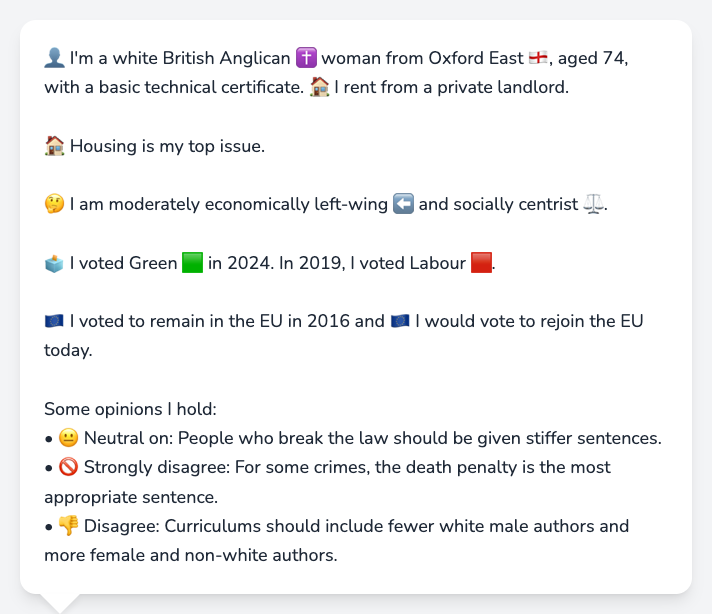 👤 I'm a white British Anglican ✝️ woman from Oxford East 🏴󠁧󠁢󠁥󠁮󠁧󠁿, aged 74,
with a basic technical certificate. 🏠 I rent from a private landlord.
🏠 Housing is my top issue.
🤔 I am moderately economically left-wing ⬅️ and socially centrist ⚖️.
🗳️ I voted Green 🟩 in 2024. In 2019, I voted Labour 🟥.
🇪🇺 I voted to remain in the EU in 2016 and 🇪🇺 I would vote to rejoin the EU
today.
Some opinions I hold:
• 😐 Neutral on: People who break the law should be given stiffer sentences.
• 🚫 Strongly disagree: For some crimes, the death penalty is the most
appropriate sentence.
• 👎 Disagree: Curriculums should include fewer white male authors and
more female and non-white authors.